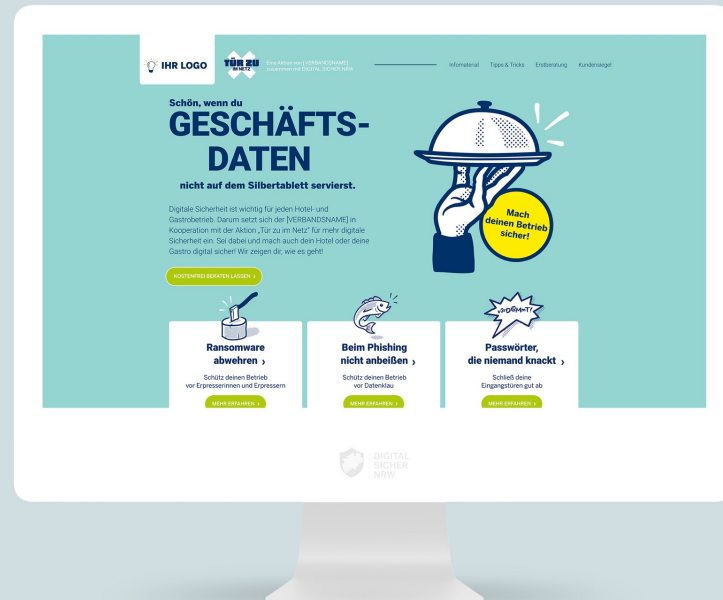 IHR LOGO
TÜR ZU
IM NETZ
Eine Aktion von [VERBANDSNAME]
zusammen mit DIGITAL.SICHER.NRW
Infomaterial
Tipps & Tricks
Erstberatung
Kundensiegel
Schön, wenn du
GESCHÄFTS-
DATEN
nicht auf dem Silbertablett servierst.
Digitale Sicherheit ist wichtig für jeden Hotel- und
Gastrobetrieb. Darum setzt sich der [VERBANDSNAME] in
Kooperation mit der Aktion „Tür zu im Netz" für mehr digitale
Sicherheit ein. Sei dabei und mach auch dein Hotel oder deine
Gastro digital sicher! Wir zeigen dir, wie es geht!
Mach
deinen Betrieb
sicher!
KOSTENFREI BERATEN LASSEN ›
Ransomware
abwehren ›
Schütz deinen Betrieb
vor Erpresserinnen und Erpressern
MEHR ERFAHREN ›
Beim Phishing
nicht anbeißen ›
Schütz deinen Betrieb
vor Datenklau
MEHR ERFAHREN ›
Passwörter,
die niemand knackt ›
Schließ deine
Eingangstüren gut ab
MEHR ERFAHREN ›
DIGITAL
SICHER
NRW